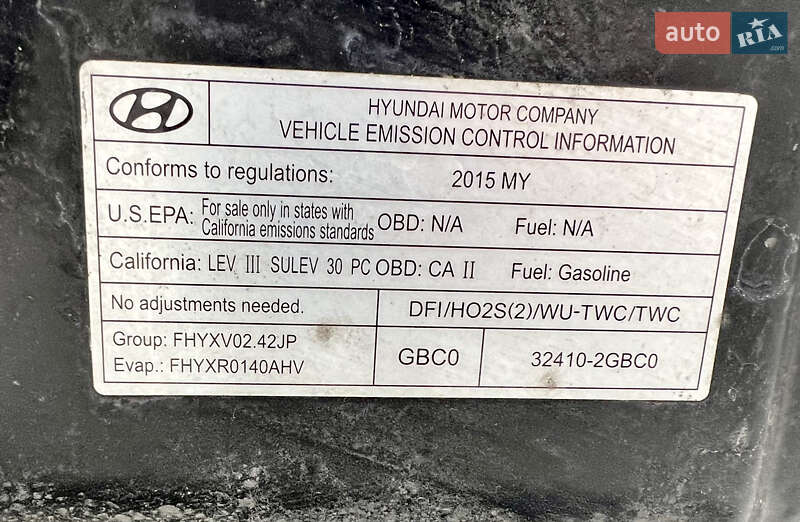 auto RIA
.com
HYUNDAI MOTOR COMPANY
VEHICLE EMISSION CONTROL INFORMATION
Conforms to regulations: 2015 MY
U.S.EPA: For sale only in states with California emissions standards OBD: N/A Fuel: N/A
California: LEV III SULEV 30 PC OBD: CA II Fuel: Gasoline
No adjustments needed. DFI/HO2S(2)/WU-TWC/TWC
Group: FHYXV02.42JP
Evap.: FHYXR0140AHV
GBC0 32410-2GBC0